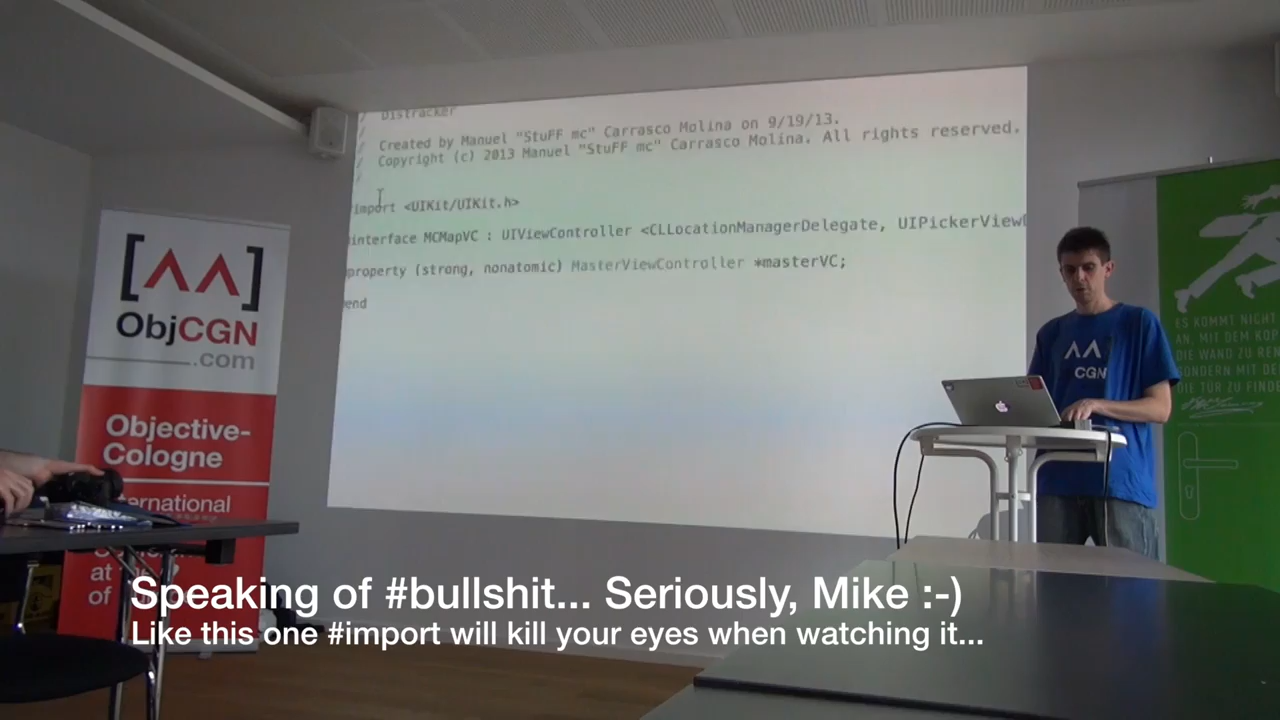 Distracker
Created by Manuel "StuFF mc" Carrasco Molina on 9/19/13.
Copyright (c) 2013 Manuel "StuFF mc" Carrasco Molina. All rights reserved.
import <UIKit/UIKit.h>
interface MCMapVC : UIViewController <CLLocationManagerDelegate, UIPickerView
property (strong, nonatomic) MasterViewController *masterVC;
end
[^^]
ObjCGN
.com
Objective-
Cologne
ernational
at
of
^^
CGN
ES KOMMT NICHT
AN, MIT DEM KOP
DIE WAND ZU REN
SONDERN MIT DE
DIE TÜR ZU FINDE
Speaking of #bullshit... Seriously, Mike :-)
Like this one #import will kill your eyes when watching it...